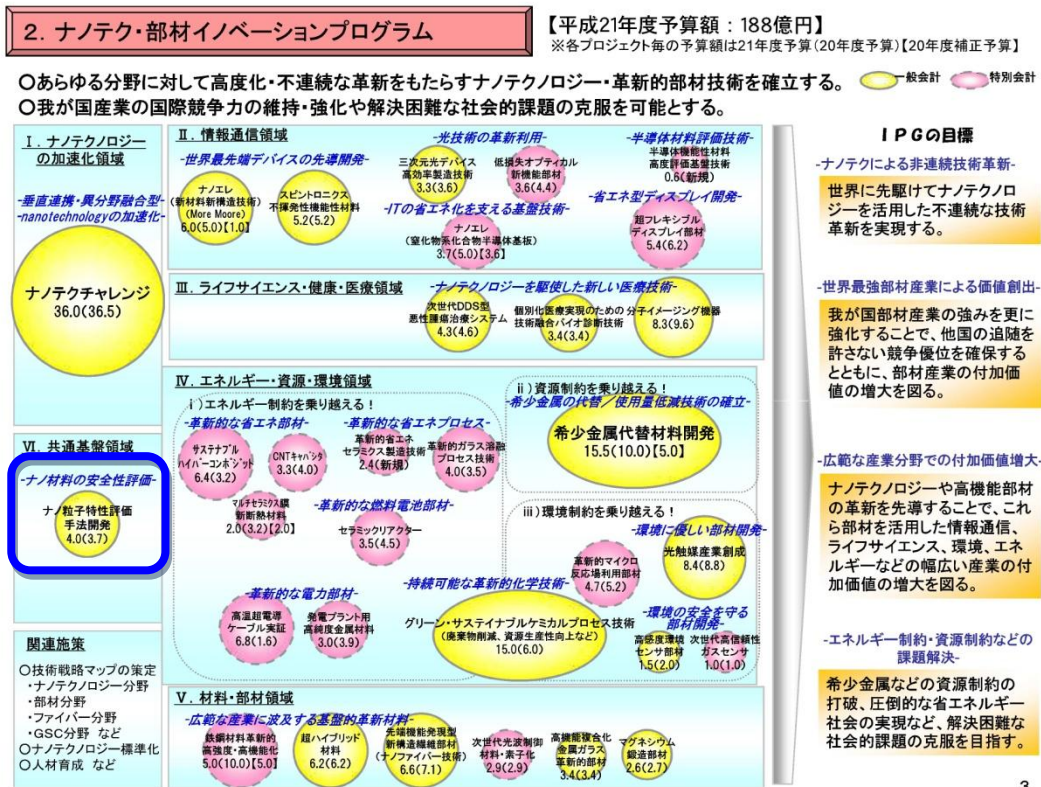 2. ナノテク・部材イノベーションプログラム
【平成21年度予算額：188億円】
※各プロジェクト毎の予算額は21年度予算(20年度予算)【20年度補正予算】
○あらゆる分野に対して高度化・不連続な革新をもたらすナノテクノロジー・革新的部材技術を確立する。
○我が国産業の国際競争力の維持・強化や解決困難な社会的課題の克服を可能とする。
一般会計
特別会計
Ⅰ. ナノテクノロジー
の加速化領域
-垂直連携・異分野融合型-
-nanotechnologyの加速化-
ナノテクチャレンジ
36.0(36.5)
Ⅱ. 情報通信領域
-世界最先端デバイスの先導開発-
ナノエレ
(新材料新構造技術)
(More Moore)
6.0(5.0)【1.0】
スピントロニクス
不揮発性機能性材料
5.2(5.2)
-光技術の革新利用-
三次元光デバイス
高効率製造技術
3.3(3.6)
低損失オプティカル
新機能部材
3.6(4.4)
-ITの省エネ化を支える基盤技術-
ナノエレ
(窒化物系化合物半導体基板)
3.7(5.0)【3.6】
-半導体材料評価技術-
半導体機能性材料
高度評価基盤技術
0.6(新規)
-省エネ型ディスプレイ開発-
超フレキシブル
ディスプレイ部材
5.4(6.2)
Ⅲ. ライフサイエンス・健康・医療領域
-ナノテクノロジーを駆使した新しい医療技術-
次世代DDS型
悪性腫瘍治療システム
4.3(4.6)
個別化医療実現のための
技術融合バイオ診断技術
3.4(3.4)
分子イメージング機器
8.3(9.6)
Ⅳ. エネルギー・資源・環境領域
ⅰ)エネルギー制約を乗り越える！
-革新的な省エネ部材-
サステナブル
ハイパーコンポジット
6.4(3.2)
CNTキャパシタ
3.3(4.0)
マルチセラミクス膜
新断熱材料
2.0(3.2)【2.0】
-革新的な省エネプロセス-
革新的省エネ
セラミクス製造技術
2.4(新規)
革新的ガラス溶融
プロセス技術
4.0(3.5)
-革新的な燃料電池部材-
セラミックリアクター
3.5(4.5)
-革新的な電力部材-
高温超電導
ケーブル実証
6.8(1.6)
発電プラント用
高純度金属材料
3.0(3.9)
ⅱ)資源制約を乗り越える！
-希少金属の代替／使用量低減技術の確立-
希少金属代替材料開発
15.5(10.0)【5.0】
ⅲ)環境制約を乗り越える！
-環境に優しい部材開発-
光触媒産業創成
8.4(8.8)
革新的マイクロ
反応場利用部材
4.7(5.2)
-持続可能な革新的化学技術-
グリーン・サステイナブルケミカルプロセス技術
(廃棄物削減、資源生産性向上など)
15.0(6.0)
-環境の安全を守る
部材開発-
高感度環境
センサ部材
1.5(2.0)
次世代高信頼性
ガスセンサ
1.0(1.0)
Ⅴ. 材料・部材領域
-広範な産業に波及する基盤的革新材料-
鉄鋼材料革新的
高強度・高機能化
5.0(10.0)【5.0】
超ハイブリッド
材料
6.2(6.2)
先端機能発現型
新構造繊維部材
(ナノファイバー技術)
6.6(7.1)
次世代光波制御
材料・素子化
2.9(2.9)
高機能複合化
金属ガラス
革新的部材
3.4(3.4)
マグネシウム
鍛造部材
2.6(2.7)
Ⅵ. 共通基盤領域
-ナノ材料の安全性評価-
ナノ粒子特性評価
手法開発
4.0(3.7)
関連施策
○技術戦略マップの策定
・ナノテクノロジー分野
・部材分野
・ファイバー分野
・GSC分野 など
○ナノテクノロジー標準化
○人材育成 など
IPGの目標
-ナノテクによる非連続技術革新-
世界に先駆けてナノテクノロ
ジーを活用した不連続な技術
革新を実現する。
-世界最強部材産業による価値創出-
我が国部材産業の強みを更に
強化することで、他国の追随を
許さない競争優位を確保する
とともに、部材産業の付加価
値の増大を図る。
-広範な産業分野での付加価値増大-
ナノテクノロジーや高機能部材
の革新を先導することで、これ
ら部材を活用した情報通信、
ライフサイエンス、環境、エネ
ルギーなどの幅広い産業の付
加価値の増大を図る。
-エネルギー制約・資源制約などの
課題解決-
希少金属などの資源制約の
打破、圧倒的な省エネルギー
社会の実現など、解決困難な
社会的課題の克服を目指す。
3